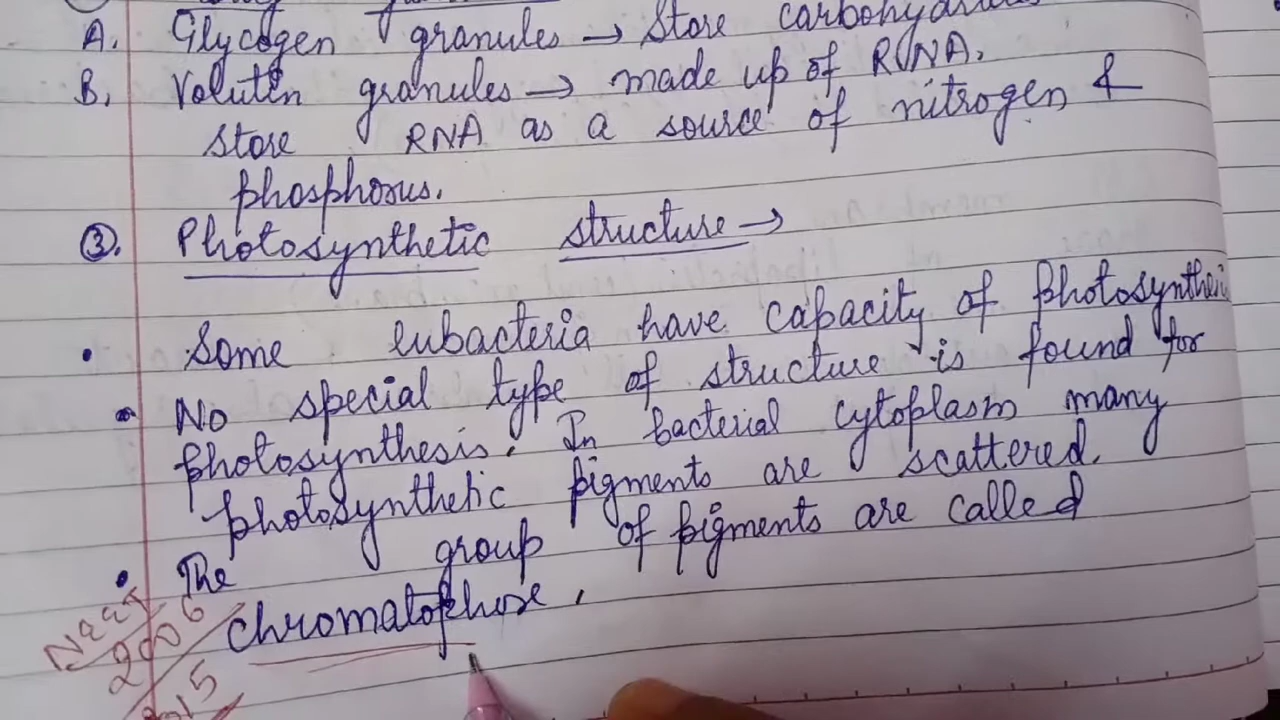 A. Glycogen granules → Store carbohydrates
B. Volutin granules → made up of RNA.
store RNA as a source of nitrogen &
phosphorus.
③. Photosynthetic structure →
• Some eubacteria have capacity of photosynthesi
• No special type of structure is found for
photosynthesis. In bacterial cytoplasm many
photosynthetic pigments are scattered.
• The group of pigments are called
chromatophore.
NEET
2006
2015